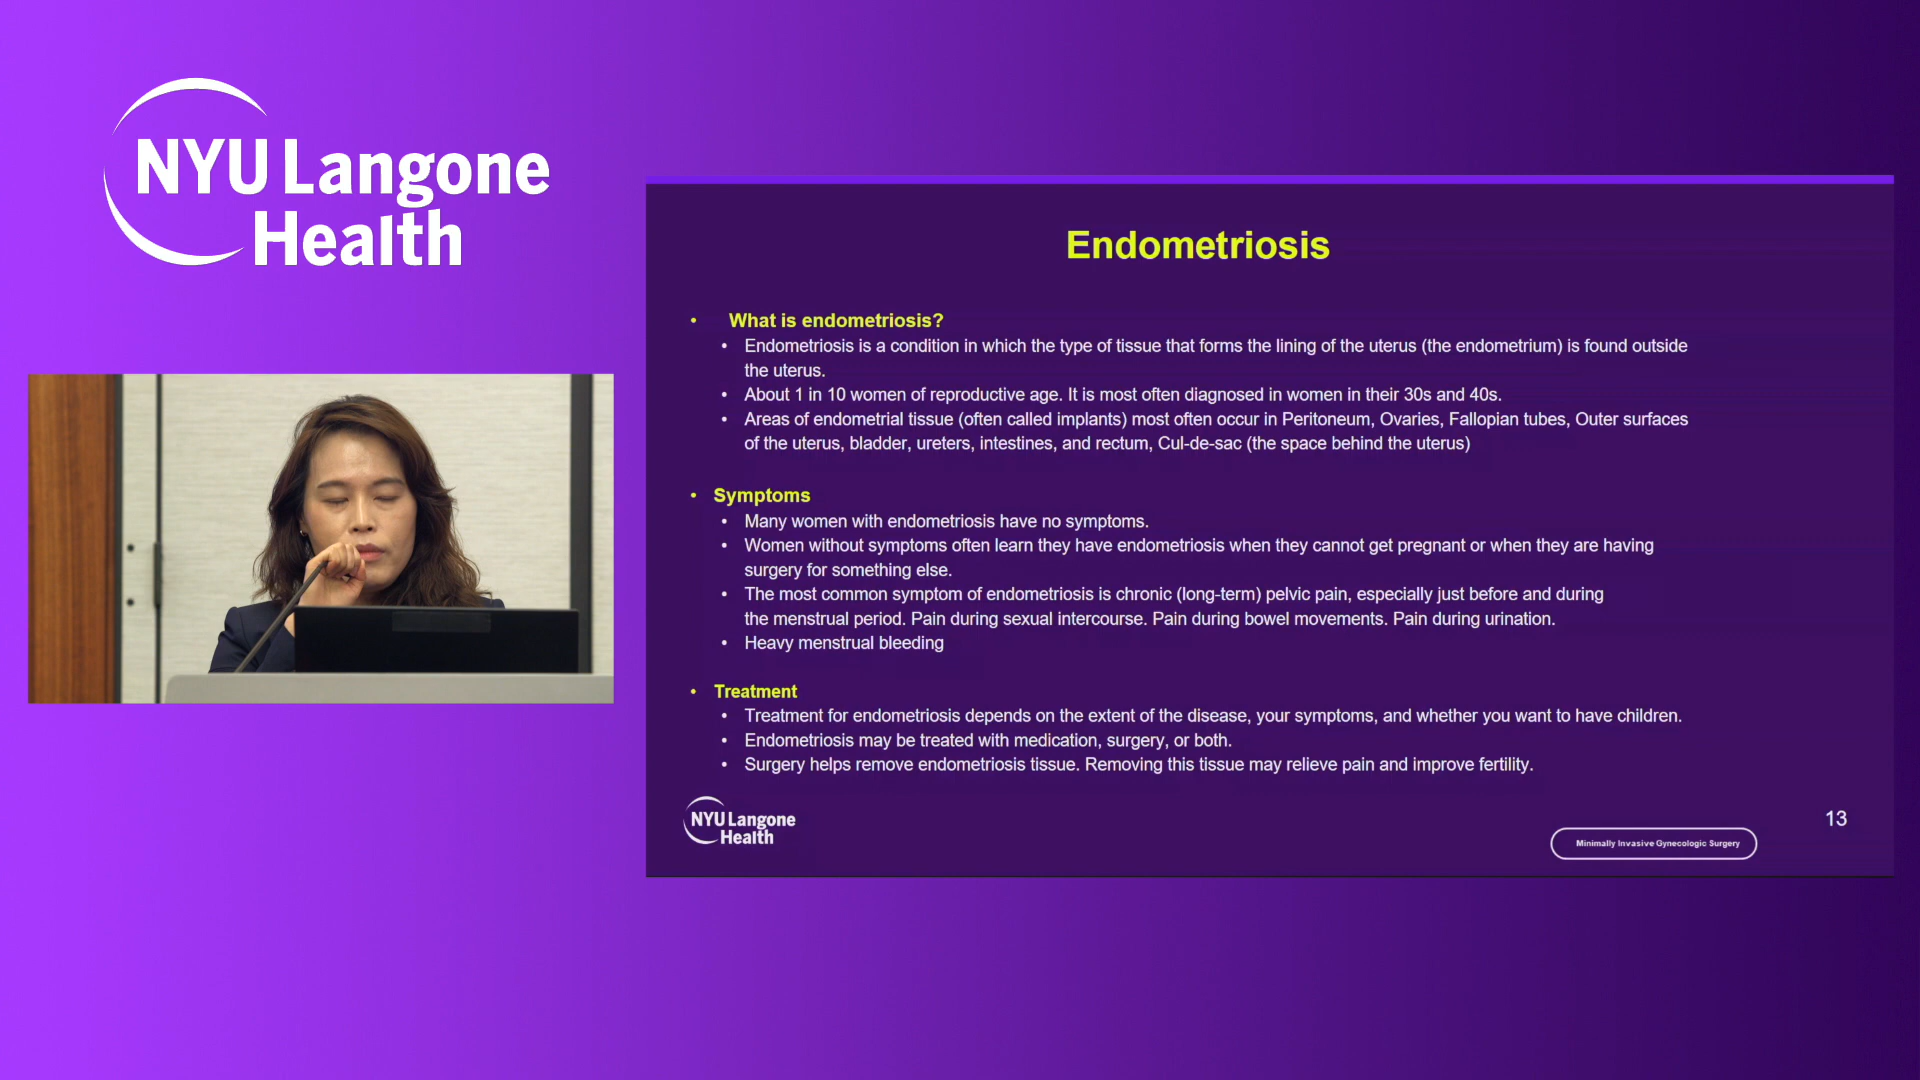 NYU Langone
Health
Endometriosis
• What is endometriosis?
• Endometriosis is a condition in which the type of tissue that forms the lining of the uterus (the endometrium) is found outside
the uterus.
• About 1 in 10 women of reproductive age. It is most often diagnosed in women in their 30s and 40s.
• Areas of endometrial tissue (often called implants) most often occur in Peritoneum, Ovaries, Fallopian tubes, Outer surfaces
of the uterus, bladder, ureters, intestines, and rectum, Cul-de-sac (the space behind the uterus)
• Symptoms
• Many women with endometriosis have no symptoms.
• Women without symptoms often learn they have endometriosis when they cannot get pregnant or when they are having
surgery for something else.
• The most common symptom of endometriosis is chronic (long-term) pelvic pain, especially just before and during
the menstrual period. Pain during sexual intercourse. Pain during bowel movements. Pain during urination.
• Heavy menstrual bleeding
• Treatment
• Treatment for endometriosis depends on the extent of the disease, your symptoms, and whether you want to have children.
• Endometriosis may be treated with medication, surgery, or both.
• Surgery helps remove endometriosis tissue. Removing this tissue may relieve pain and improve fertility.
NYU Langone
Health
Minimally Invasive Gynecologic Surgery
13